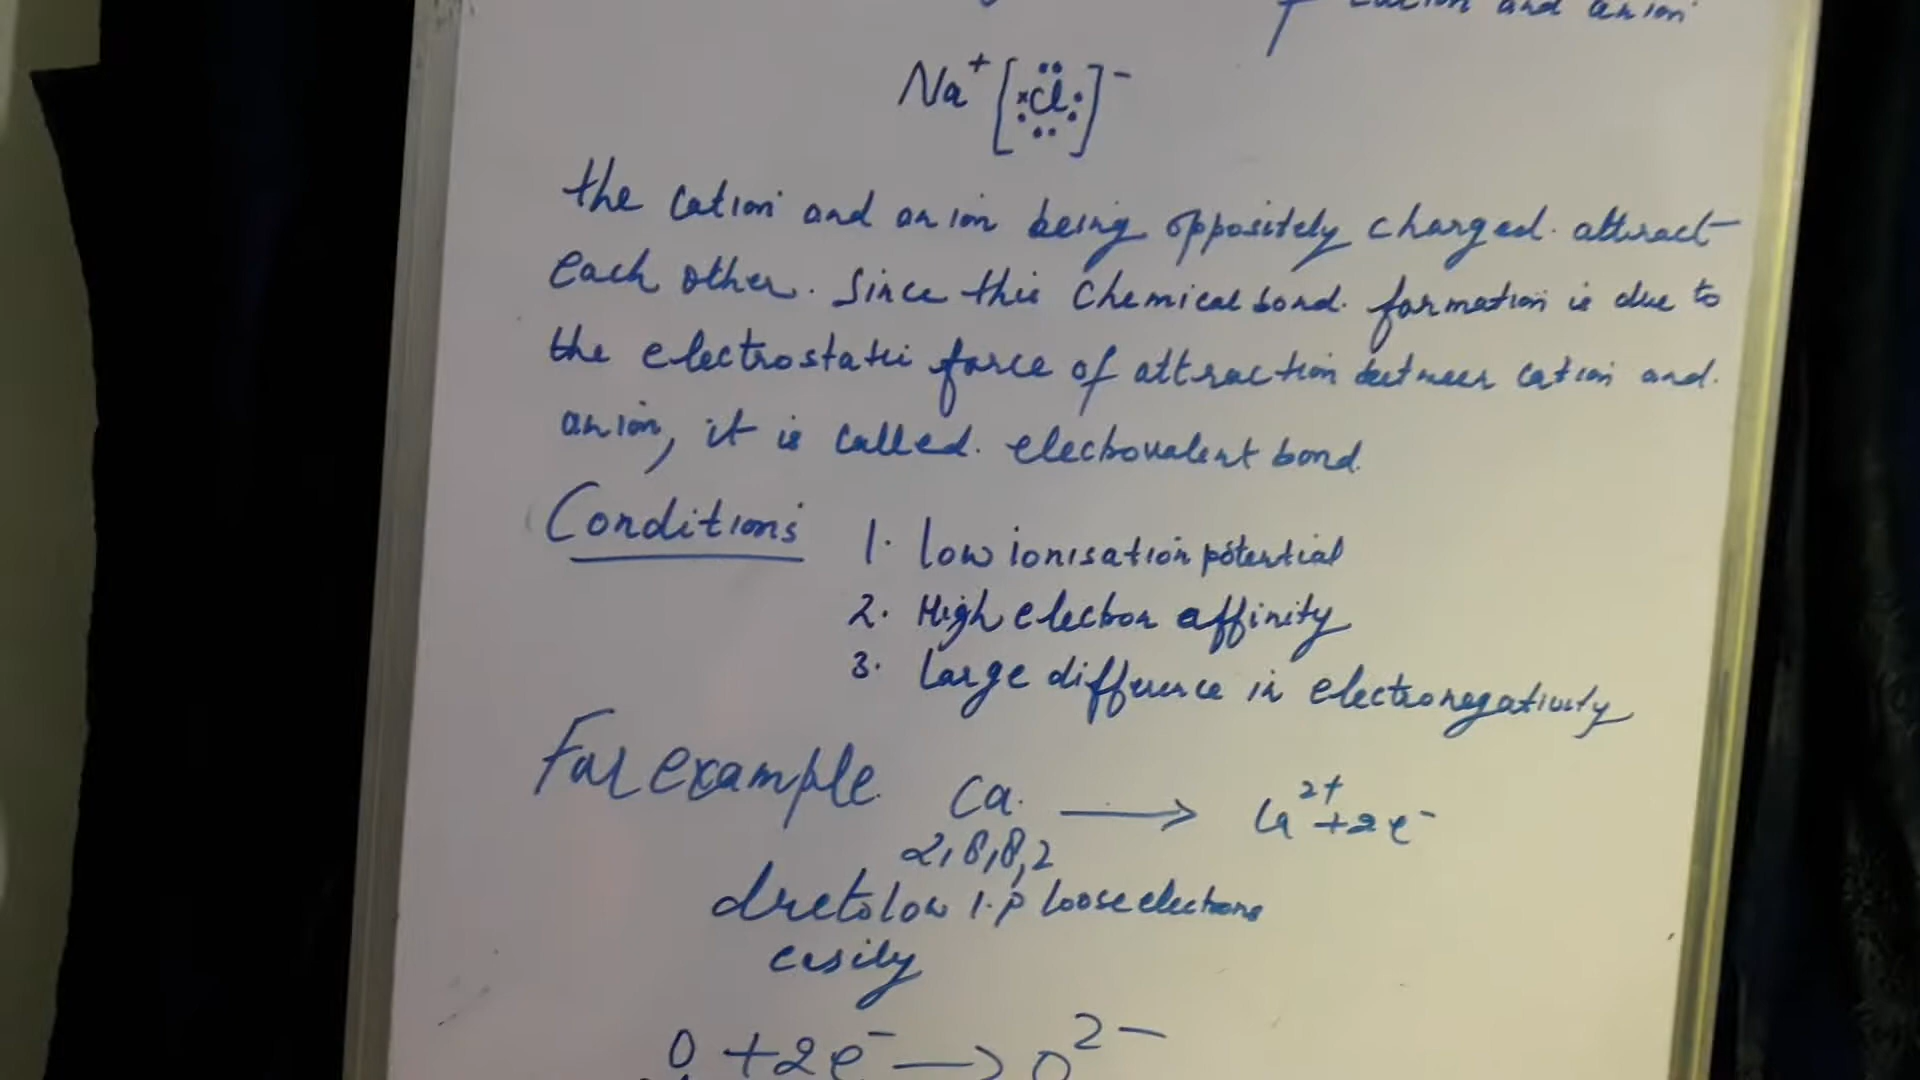 cation and anion
Na⁺ [Cl]⁻
the cation and anion being oppositely charged. attract
each other. Since this Chemical bond. formation is due to
the electrostatic force of attraction between cation and.
anion, it is called. electrovalent bond.
Conditions 1. low ionisation potential
2. High electron affinity
3. Large difference in electronegativity
For example. Ca. ⟶ Ca²⁺ + 2e⁻
2,8,8,2
due to low I.P loose electrons
easily
O + 2e⁻ ⟶ O²⁻